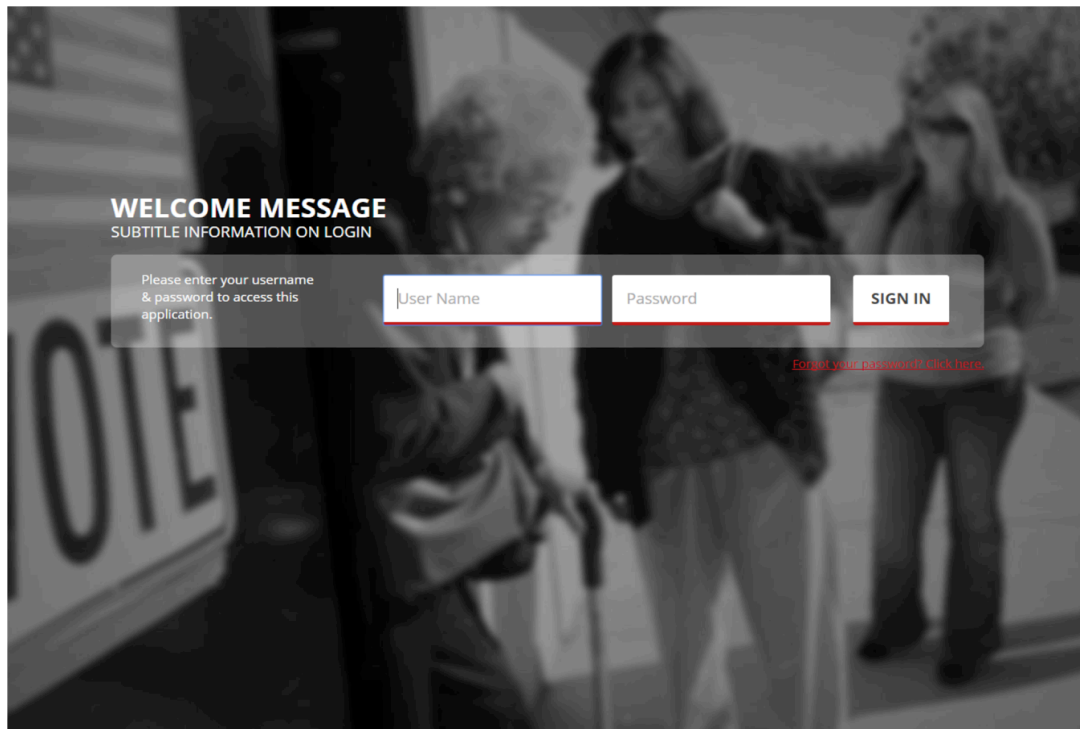 WELCOME MESSAGE
SUBTITLE INFORMATION ON LOGIN
Please enter your username
& password to access this
application.
User Name
Password
SIGN IN
Forgot your password? Click here.
OTE